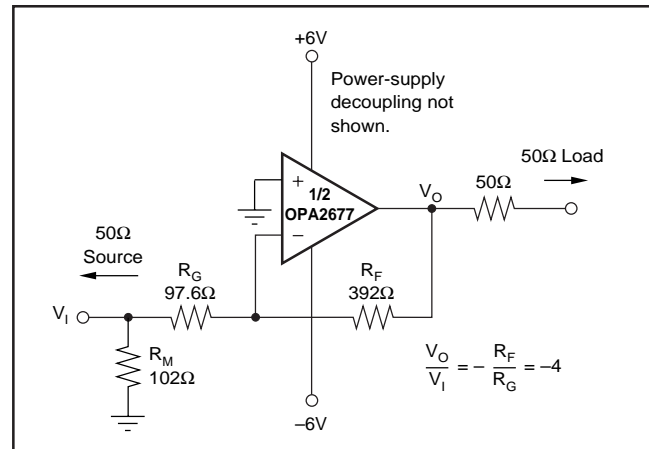 +6V
Power-supply
decoupling not
shown.
+
1/2
OPA2677
–
V_O
50Ω
50Ω Load
50Ω
Source
R_G
97.6Ω
R_F
392Ω
V_I
R_M
102Ω
V_O/V_I = – R_F/R_G = –4
–6V